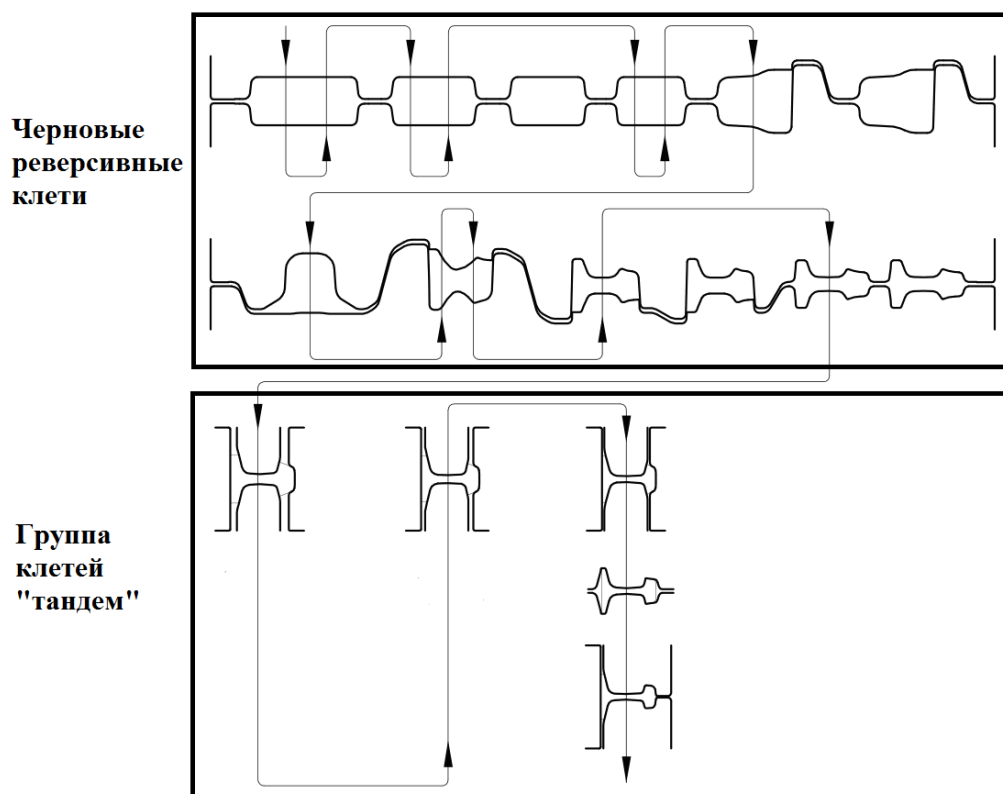 Черновые
реверсивные
клети
Группа
клетей
"тандем"